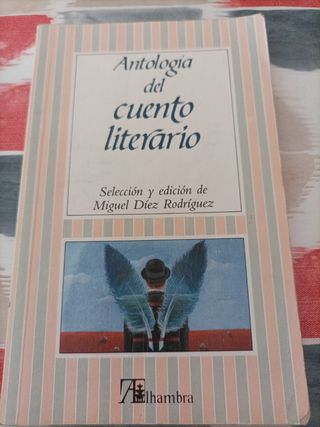 Antología
del
cuento
literario
Selección y edición de
Miguel Díez Rodríguez
Alhambra